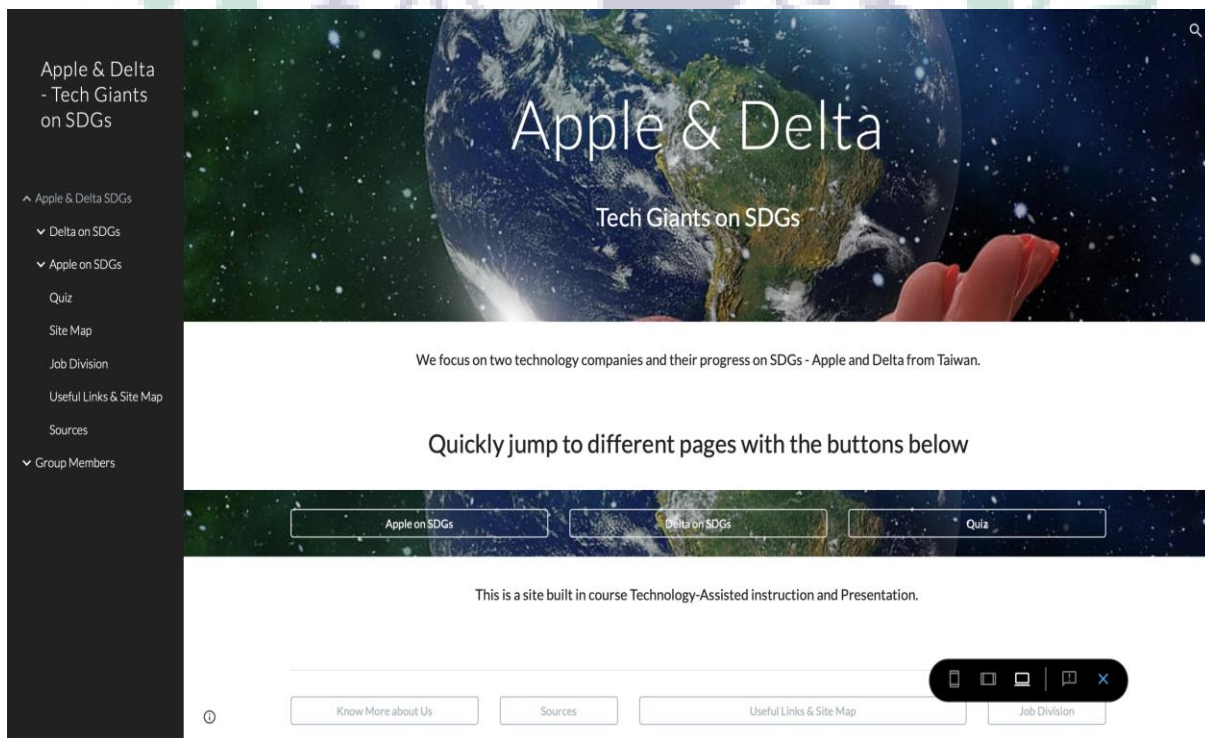 Apple & Delta
- Tech Giants
on SDGs
Apple & Delta SDGs
Delta on SDGs
Apple on SDGs
Quiz
Site Map
Job Division
Useful Links & Site Map
Sources
Group Members
Apple & Delta
Tech Giants on SDGs
We focus on two technology companies and their progress on SDGs - Apple and Delta from Taiwan.
Quickly jump to different pages with the buttons below
Apple on SDGs
Delta on SDGs
Quiz
This is a site built in course Technology-Assisted instruction and Presentation.
Know More about Us
Sources
Useful Links & Site Map
Job Division